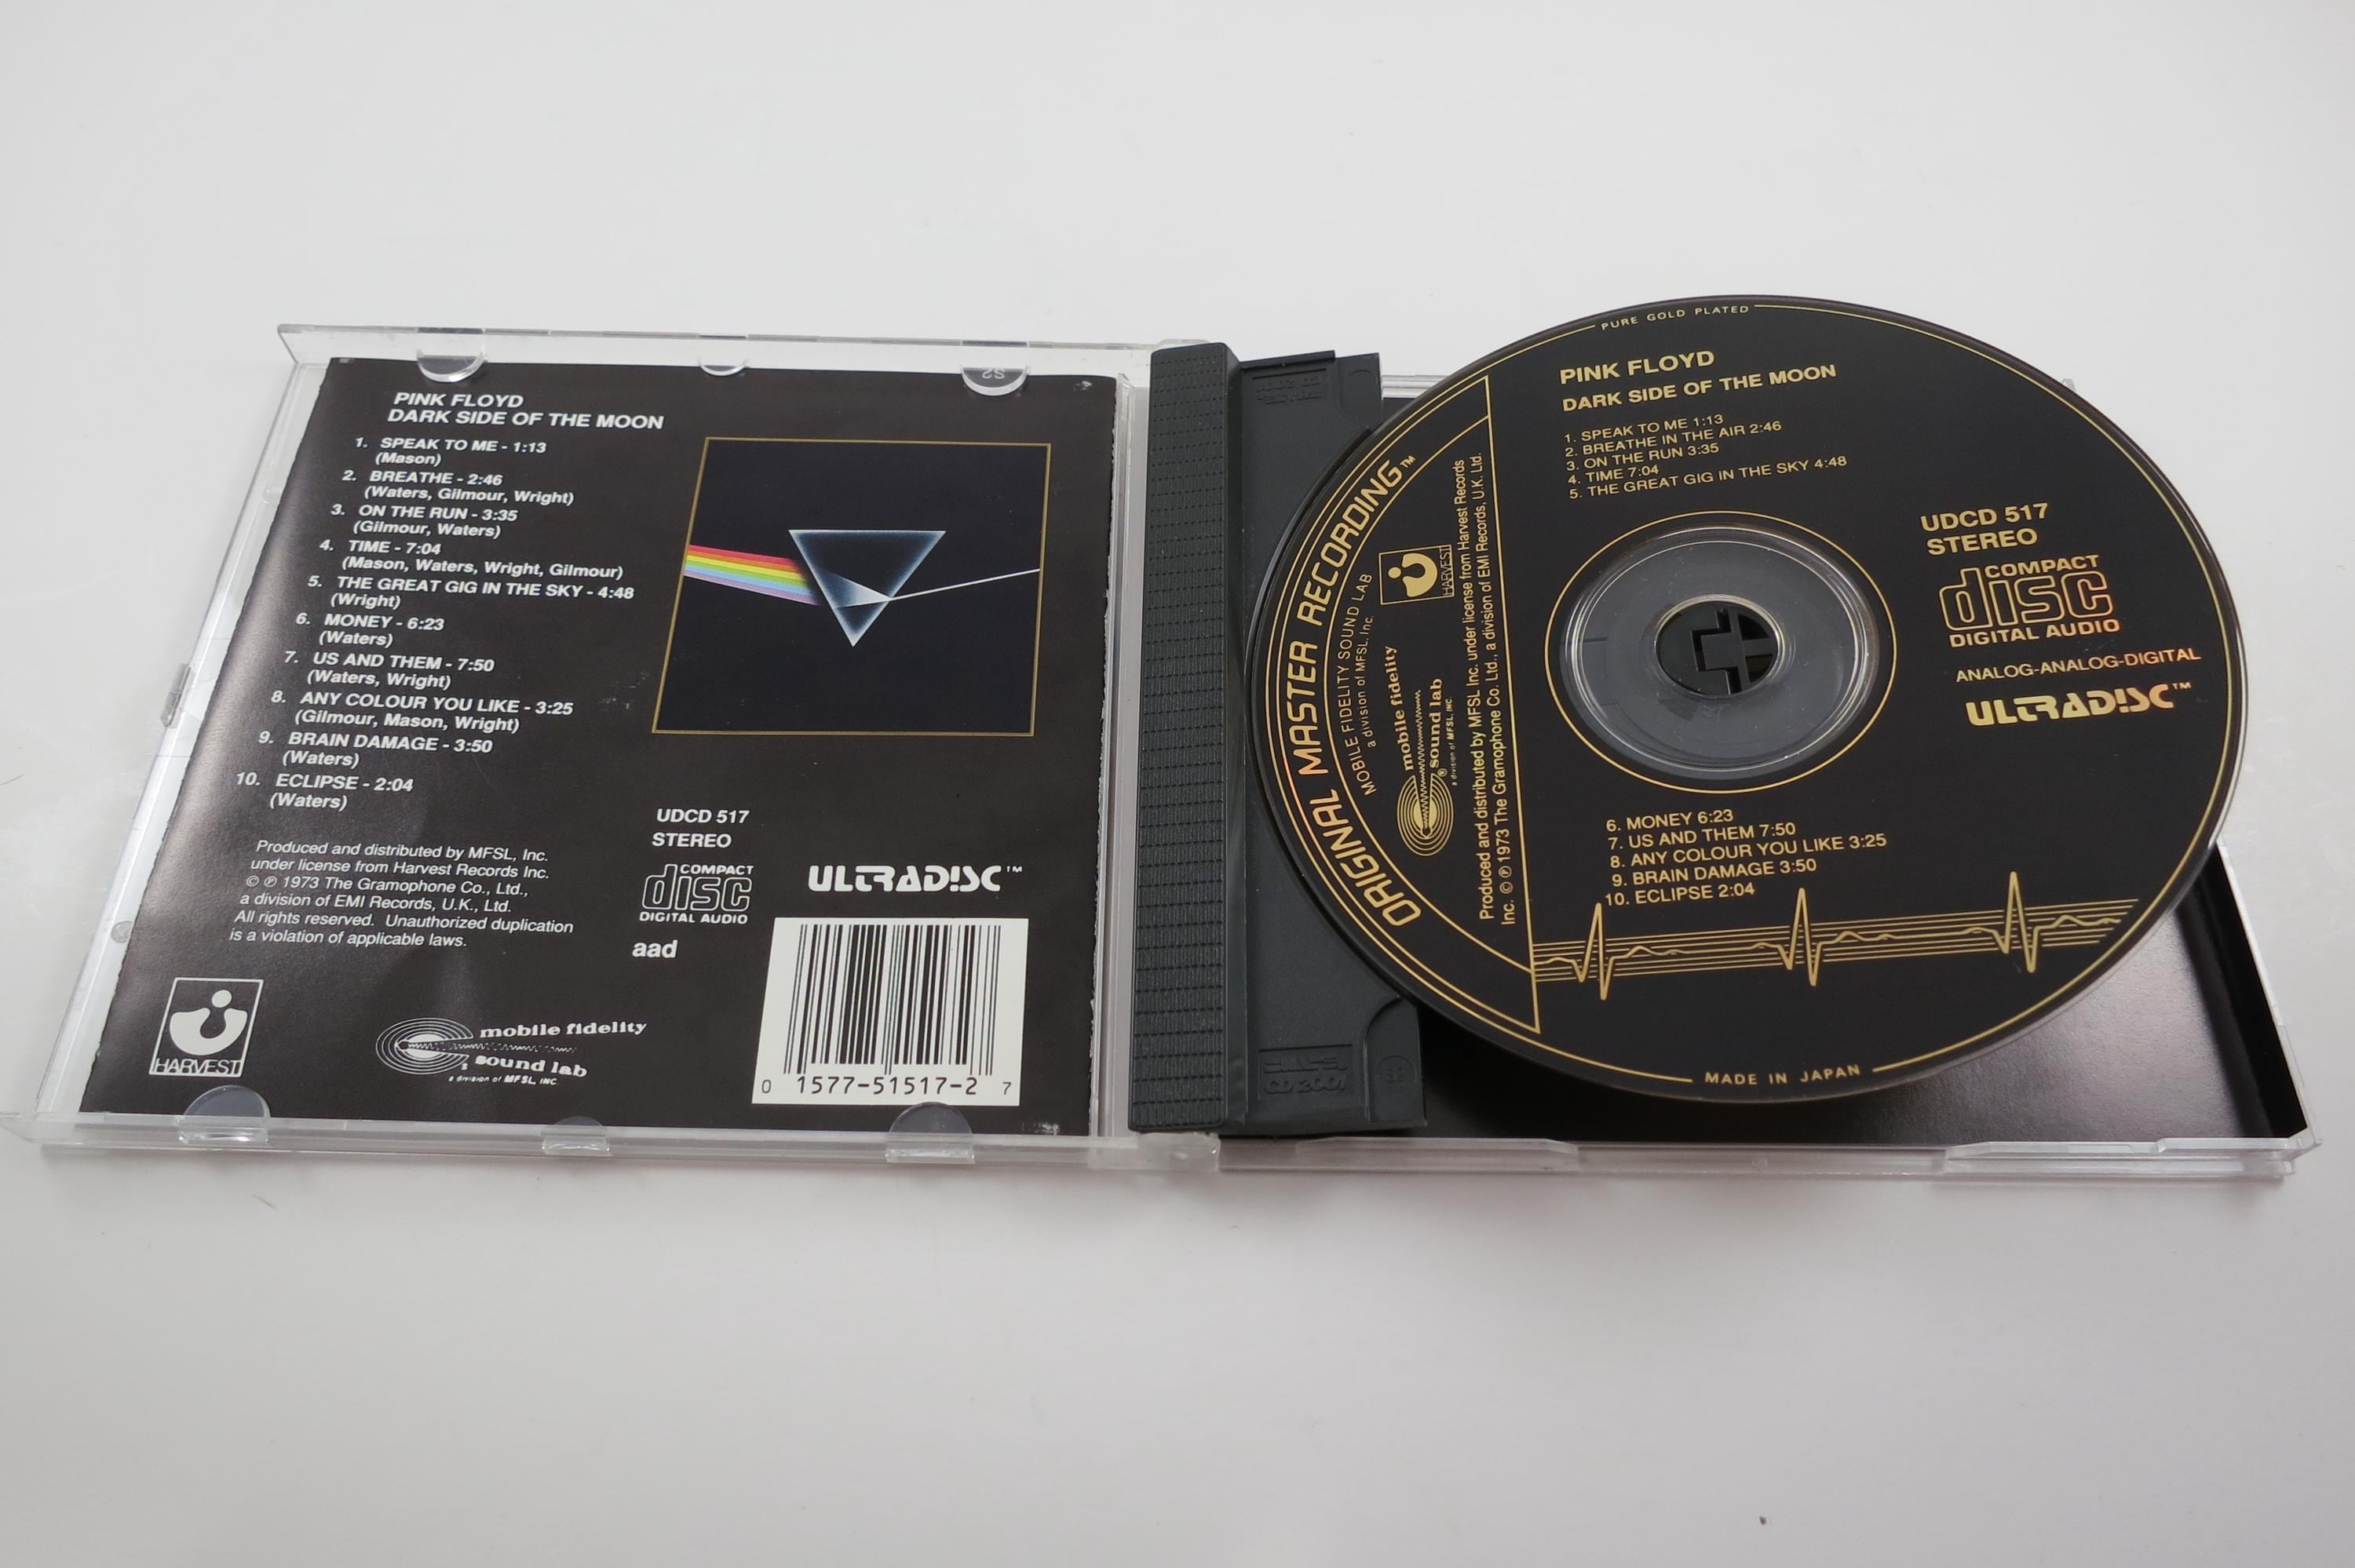 PINK FLOYD
DARK SIDE OF THE MOON
1. SPEAK TO ME - 1:13
(Mason)
2. BREATHE - 2:46
(Waters, Gilmour, Wright)
3. ON THE RUN - 3:35
(Gilmour, Waters)
4. TIME - 7:04
(Mason, Waters, Wright, Gilmour)
5. THE GREAT GIG IN THE SKY - 4:48
(Wright)
6. MONEY - 6:23
(Waters)
7. US AND THEM - 7:50
(Waters, Wright)
8. ANY COLOUR YOU LIKE - 3:25
(Gilmour, Mason, Wright)
9. BRAIN DAMAGE - 3:50
(Waters)
10. ECLIPSE - 2:04
(Waters)
Produced and distributed by MFSL, Inc.
under license from Harvest Records Inc.
© ℗ 1973 The Gramophone Co., Ltd.,
a division of EMI Records, U.K., Ltd.
All rights reserved. Unauthorized duplication
is a violation of applicable laws.
HARVEST
mobile fidelity
sound lab
a division of MFSL, INC.
UDCD 517
STEREO
COMPACT
disc
DIGITAL AUDIO
aad
ULTRADISC™
0 1577-51517-2 7
S2
CD 2001
PURE GOLD PLATED
PINK FLOYD
DARK SIDE OF THE MOON
1. SPEAK TO ME 1:13
2. BREATHE IN THE AIR 2:46
3. ON THE RUN 3:35
4. TIME 7:04
5. THE GREAT GIG IN THE SKY 4:48
UDCD 517
STEREO
COMPACT
disc
DIGITAL AUDIO
ANALOG-ANALOG-DIGITAL
ULTRADISC™
6. MONEY 6:23
7. US AND THEM 7:50
8. ANY COLOUR YOU LIKE 3:25
9. BRAIN DAMAGE 3:50
10. ECLIPSE 2:04
MADE IN JAPAN
ORIGINAL MASTER RECORDING™
MOBILE FIDELITY SOUND LAB
a division of MFSL, Inc.
HARVEST
mobile fidelity
sound lab
a division of MFSL, INC.
Produced and distributed by MFSL Inc. under license from Harvest Records
Inc. © ℗ 1973 The Gramophone Co. Ltd., a division of EMI Records, U.K. Ltd.